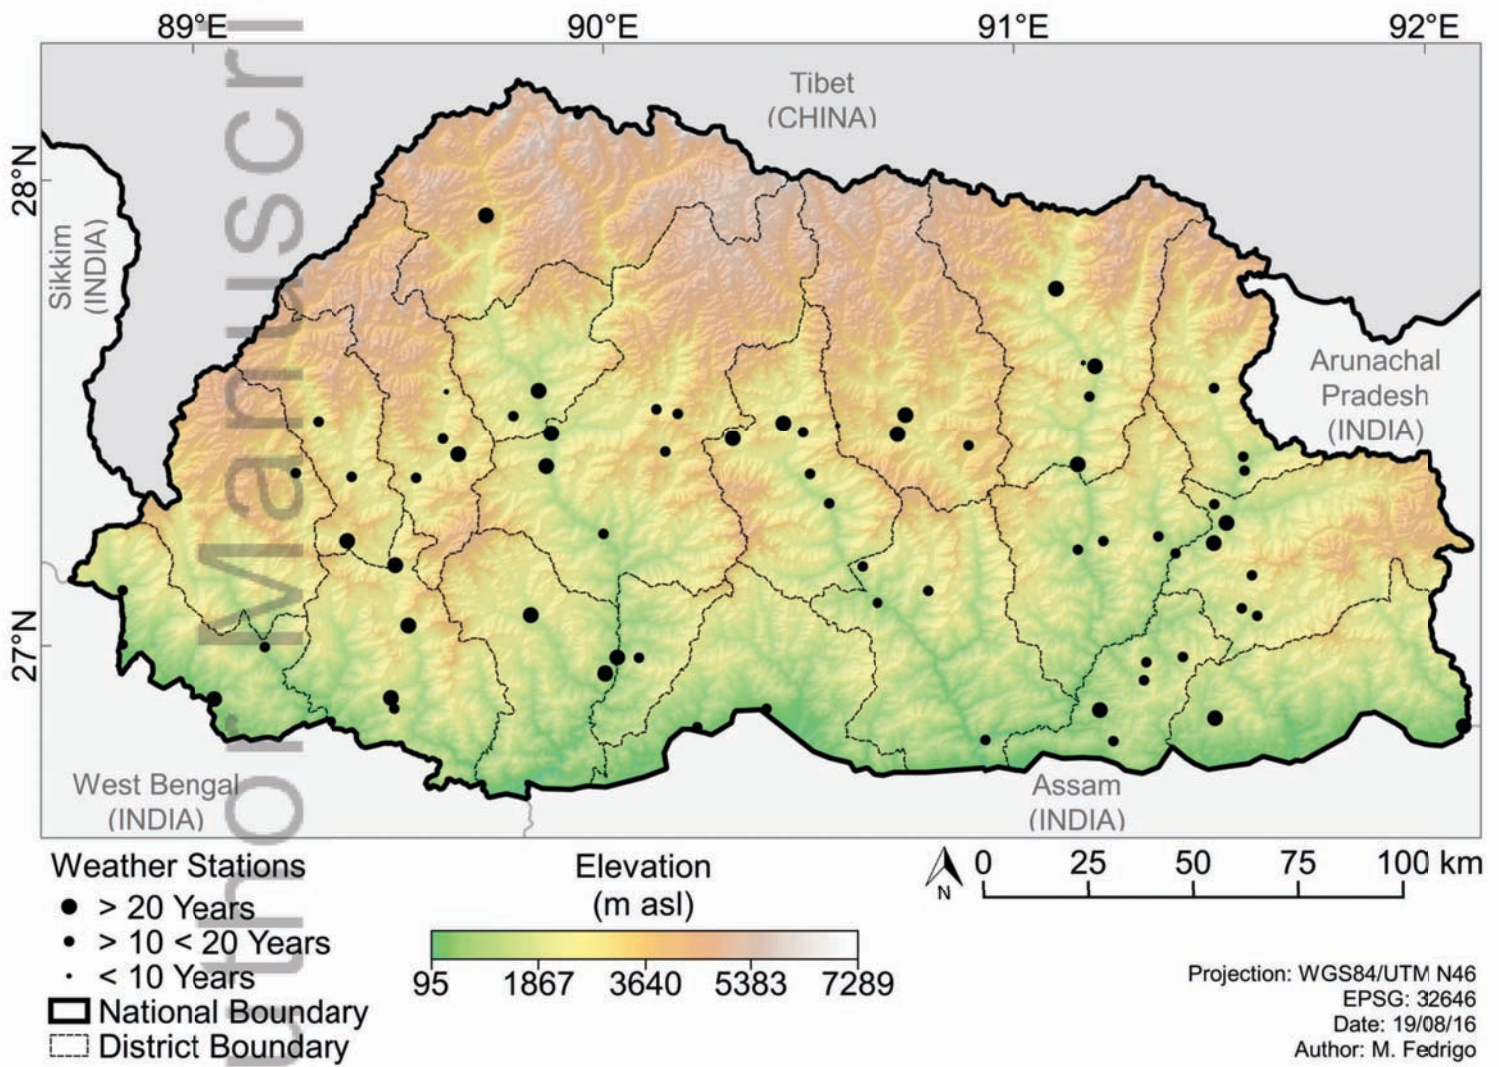 89°E 90°E 91°E 92°E
28°N
27°N
Tibet
(CHINA)
Sikkim
(INDIA)
Arunachal
Pradesh
(INDIA)
West Bengal
(INDIA)
Assam
(INDIA)
uthor Manuscri
Weather Stations
> 20 Years
> 10 < 20 Years
< 10 Years
National Boundary
District Boundary
Elevation
(m asl)
95 1867 3640 5383 7289
N
0 25 50 75 100 km
Projection: WGS84/UTM N46
EPSG: 32646
Date: 19/08/16
Author: M. Fedrigo